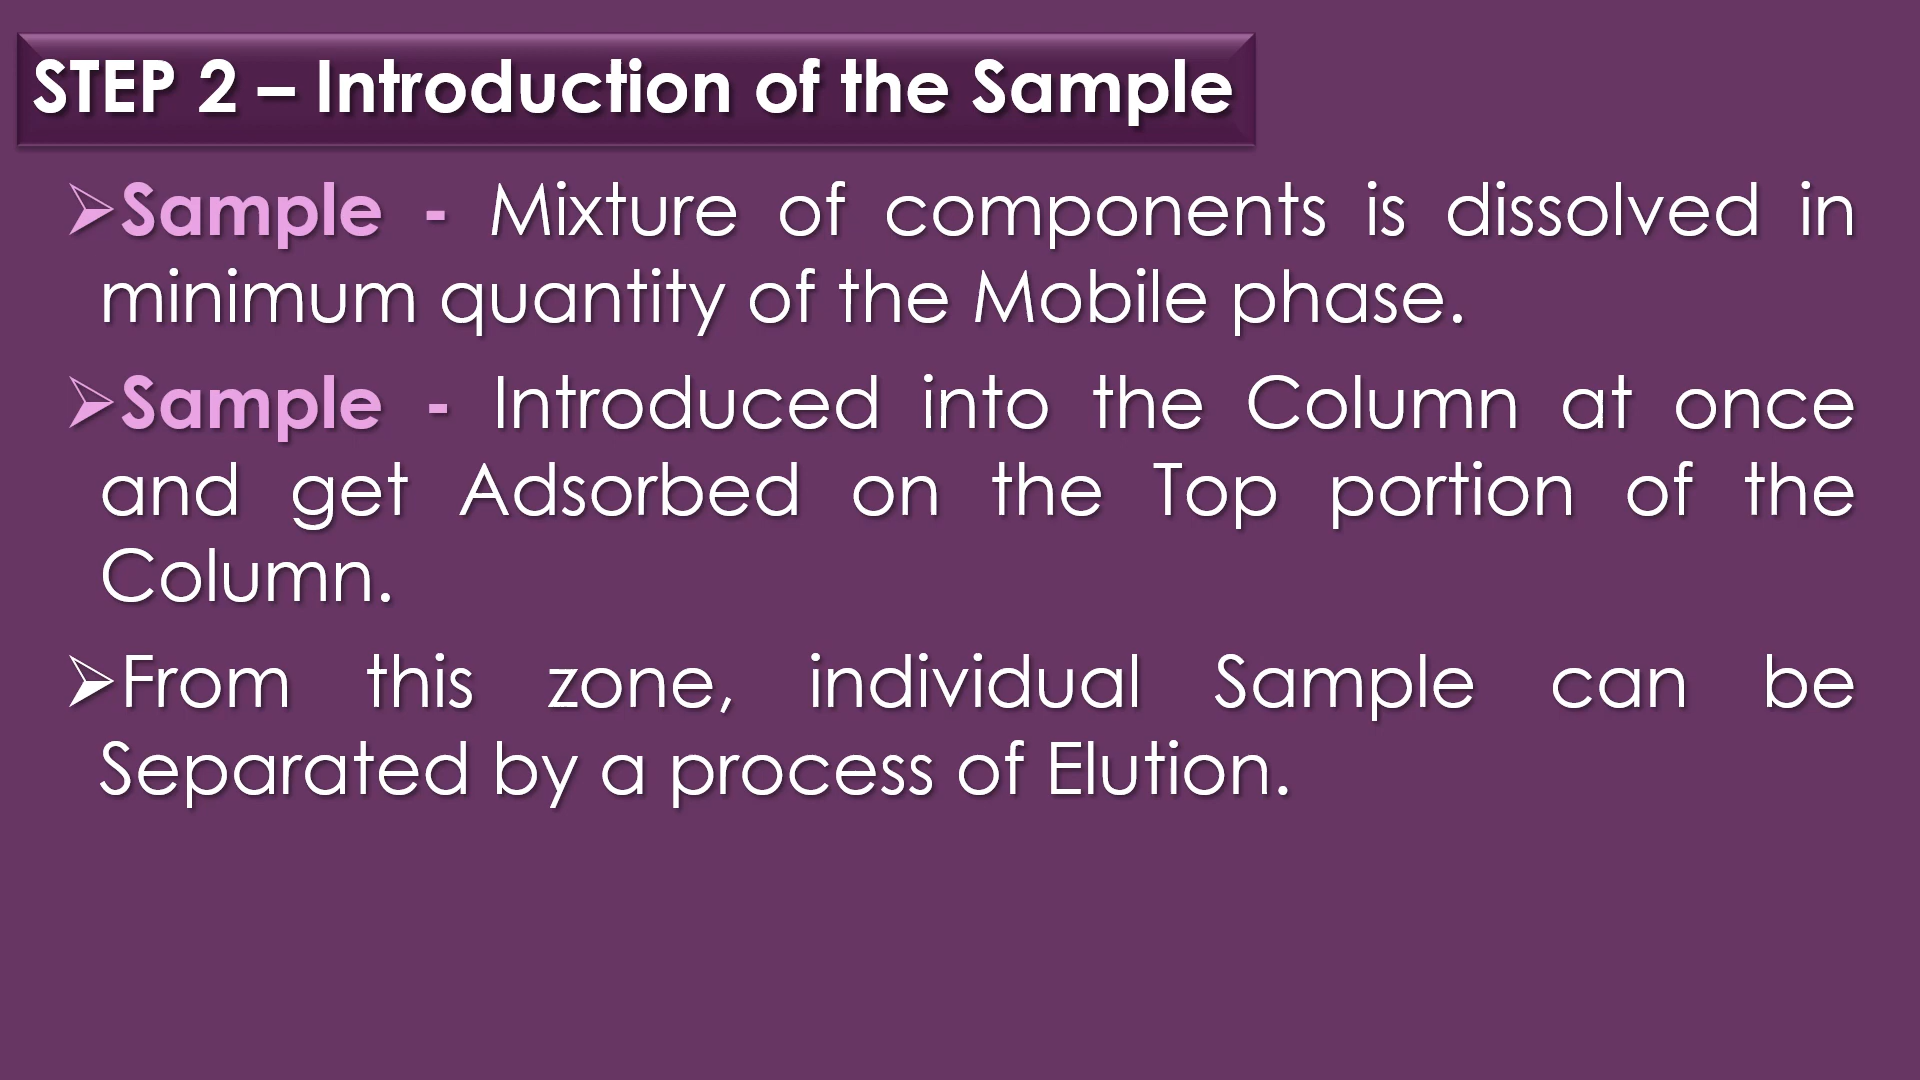 STEP 2 – Introduction of the Sample
➢Sample - Mixture of components is dissolved in
minimum quantity of the Mobile phase.
➢Sample - Introduced into the Column at once
and get Adsorbed on the Top portion of the
Column.
➢From this zone, individual Sample can be
Separated by a process of Elution.